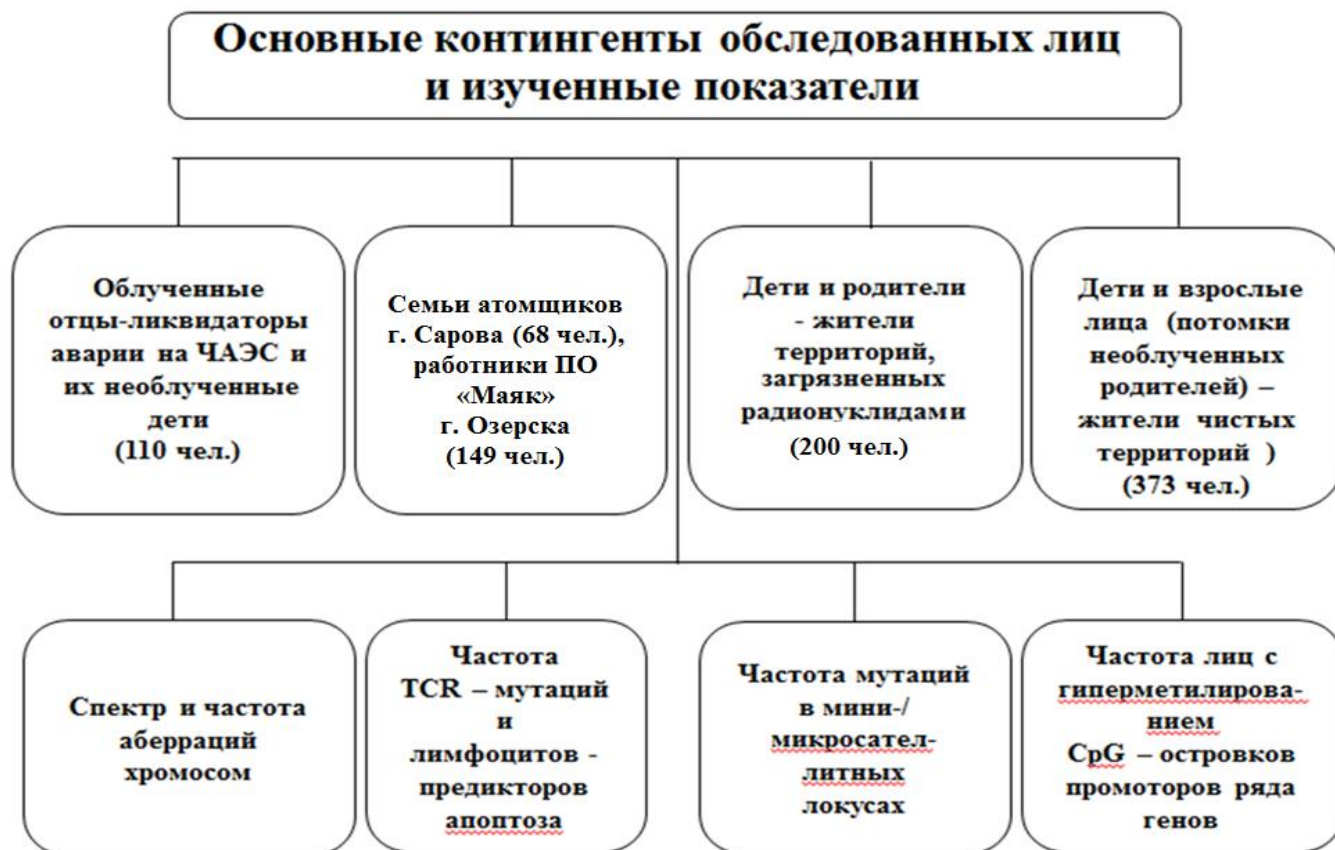 Основные контингенты обследованных лиц
и изученные показатели
Облученные
отцы-ликвидаторы
аварии на ЧАЭС и
их необлученные
дети
(110 чел.)
Семьи атомщиков
г. Сарова (68 чел.),
работники ПО
«Маяк»
г. Озерска
(149 чел.)
Дети и родители
- жители
территорий,
загрязненных
радионуклидами
(200 чел.)
Дети и взрослые
лица (потомки
необлученных
родителей) –
жители чистых
территорий )
(373 чел.)
Спектр и частота
аберраций
хромосом
Частота
TCR – мутаций
и
лимфоцитов -
предикторов
апоптоза
Частота мутаций
в мини-/
микросател-
литных
локусах
Частота лиц с
гиперметилирова-
нием
CpG – островков
промоторов ряда
генов